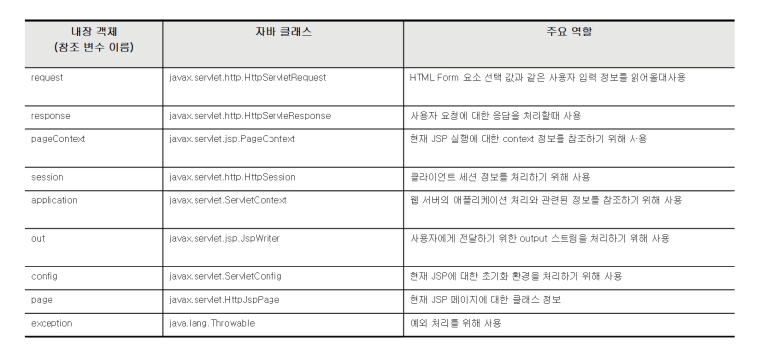 내장 객체 자바 클래스 주요 역할
(참조 변수 이름)
request javax.servlet.http.HttpServletRequest HTML Form 요소 선택 값과 같은 사용자 입력 정보를 읽어올대사용
response javax.servlet.http.HttpServleResponse 사용자 요청에 대한 응답을 처리할때 사용
pageContext javax.servlet.jsp.PageContext 현재 JSP 실행에 대한 context 정보를 참조하기 위해 사용
session javax.servlet.http.HttpSession 클라이언트 세션 정보를 처리하기 위해 사용
application javax.servlet.ServletContext 웹 서버의 애플리케이션 처리와 관련된 정보를 참조하기 위해 사용
out javax.servlet.jsp.JspWriter 사용자에게 전달하기 위한 output 스트림을 처리하기 위해 사용
config javax.servlet.ServletConfig 현재 JSP에 대한 초기화 환경을 처리하기 위해 사용
page javax.servlet.HttpJspPage 현재 JSP 페이지에 대한 클래스 정보
exception java.lang.Throwable 예외 처리를 위해 사용